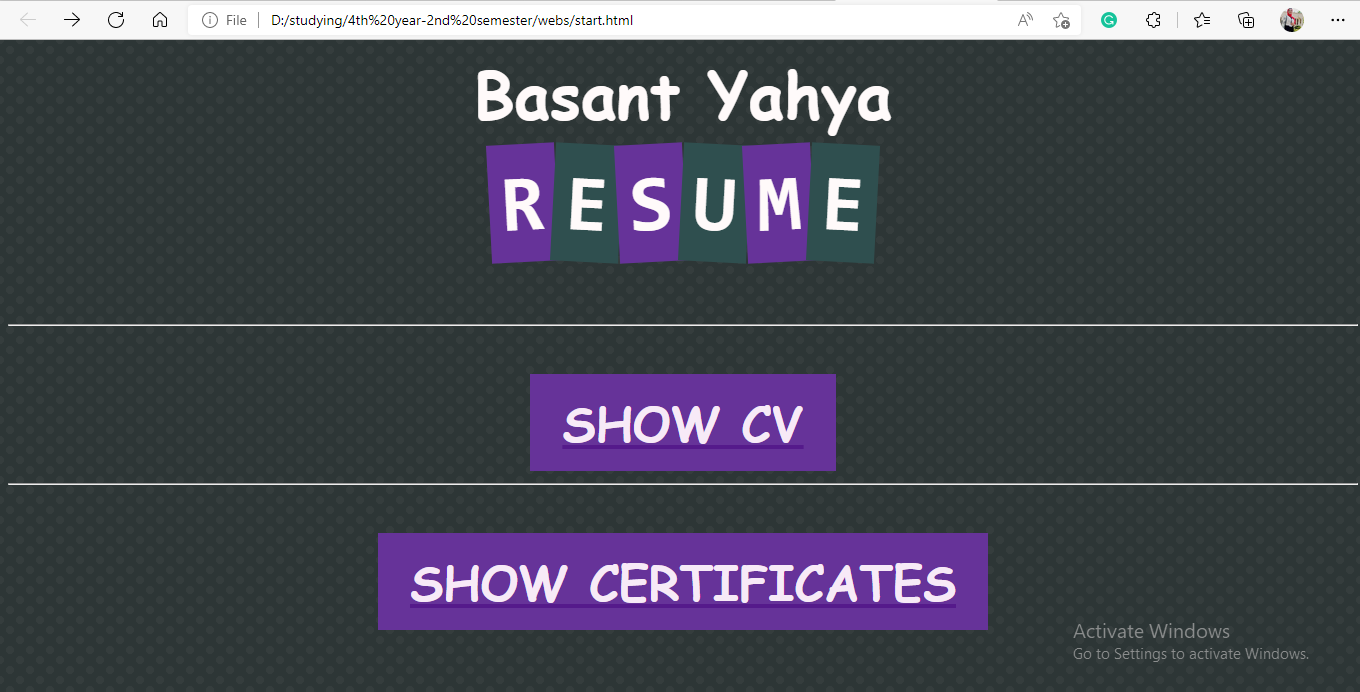 File D:/studying/4th%20year-2nd%20semester/webs/start.html
Basant Yahya
RESUME
SHOW CV
SHOW CERTIFICATES
Activate Windows
Go to Settings to activate Windows.